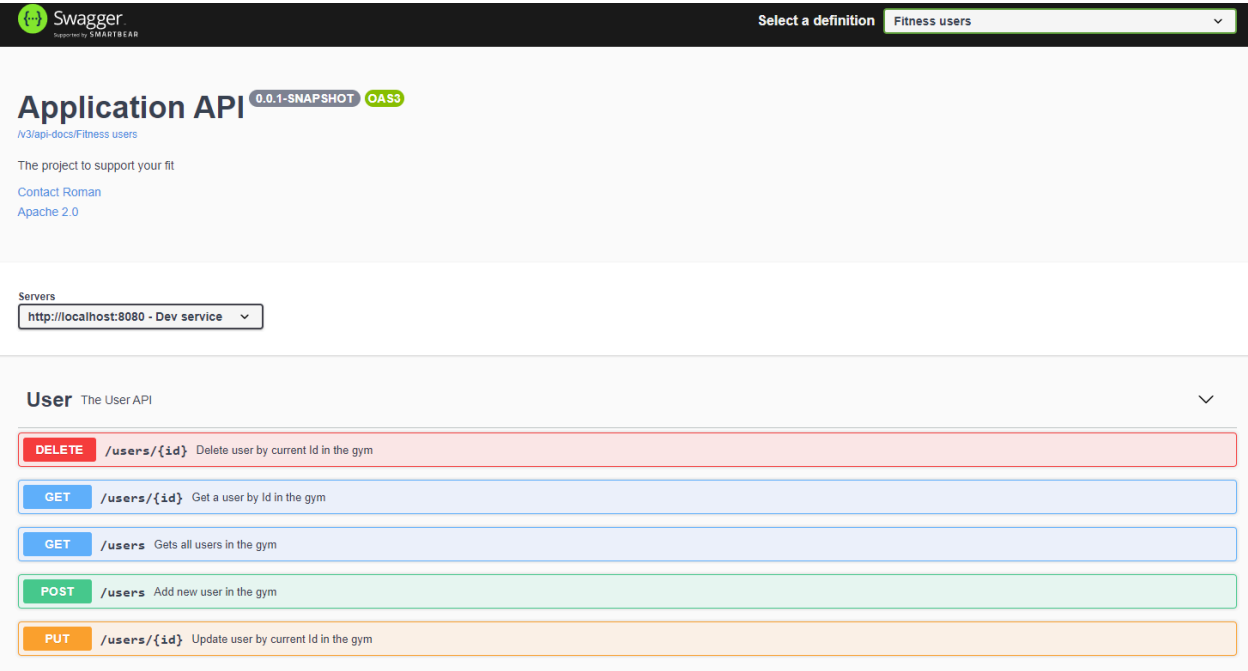 Swagger.
Supported by SMARTBEAR
Select a definition Fitness users
Application API 0.0.1-SNAPSHOT OAS3
/v3/api-docs/Fitness users
The project to support your fit
Contact Roman
Apache 2.0
Servers
http://localhost:8080 - Dev service
User The User API
DELETE /users/{id} Delete user by current Id in the gym
GET /users/{id} Get a user by Id in the gym
GET /users Gets all users in the gym
POST /users Add new user in the gym
PUT /users/{id} Update user by current Id in the gym